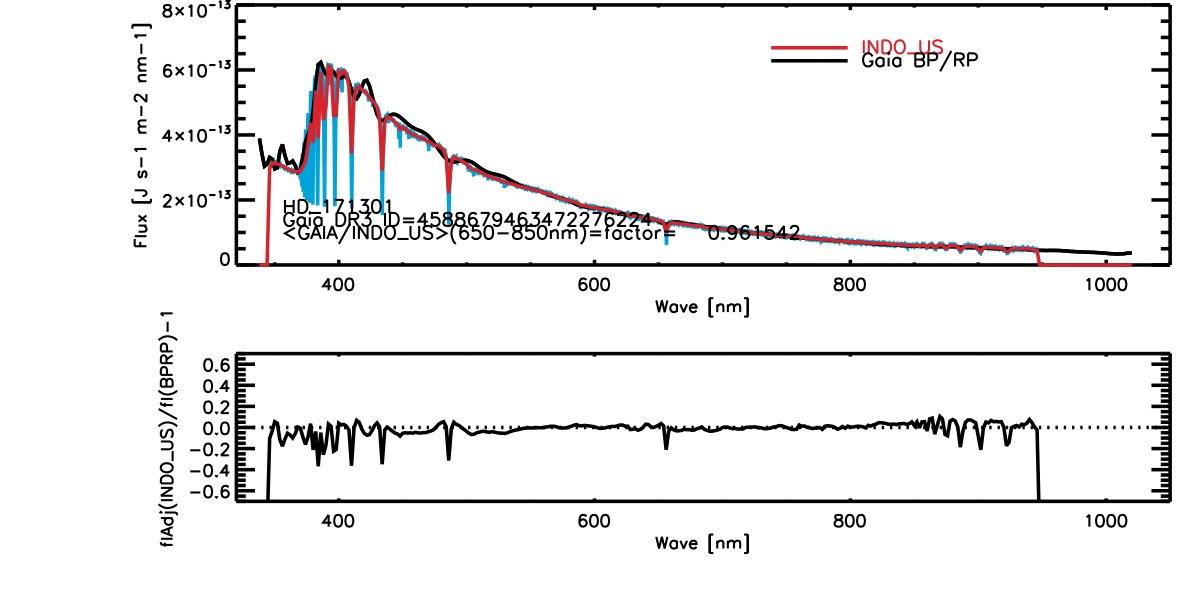 8×10−13
6×10−13
4×10−13
2×10−13
0
Flux [J s−1 m−2 nm−1]
INDO_US
Gaia BP/RP
HD_171301
Gaia DR3 ID=4588679463472276224
<GAIA/INDO_US>(650−850nm)=factor= 0.961542
400 600 800 1000
Wave [nm]
flAdj(INDO_US)/fl(BPRP)−1
0.6
0.4
0.2
0.0
−0.2
−0.4
−0.6
400 600 800 1000
Wave [nm]